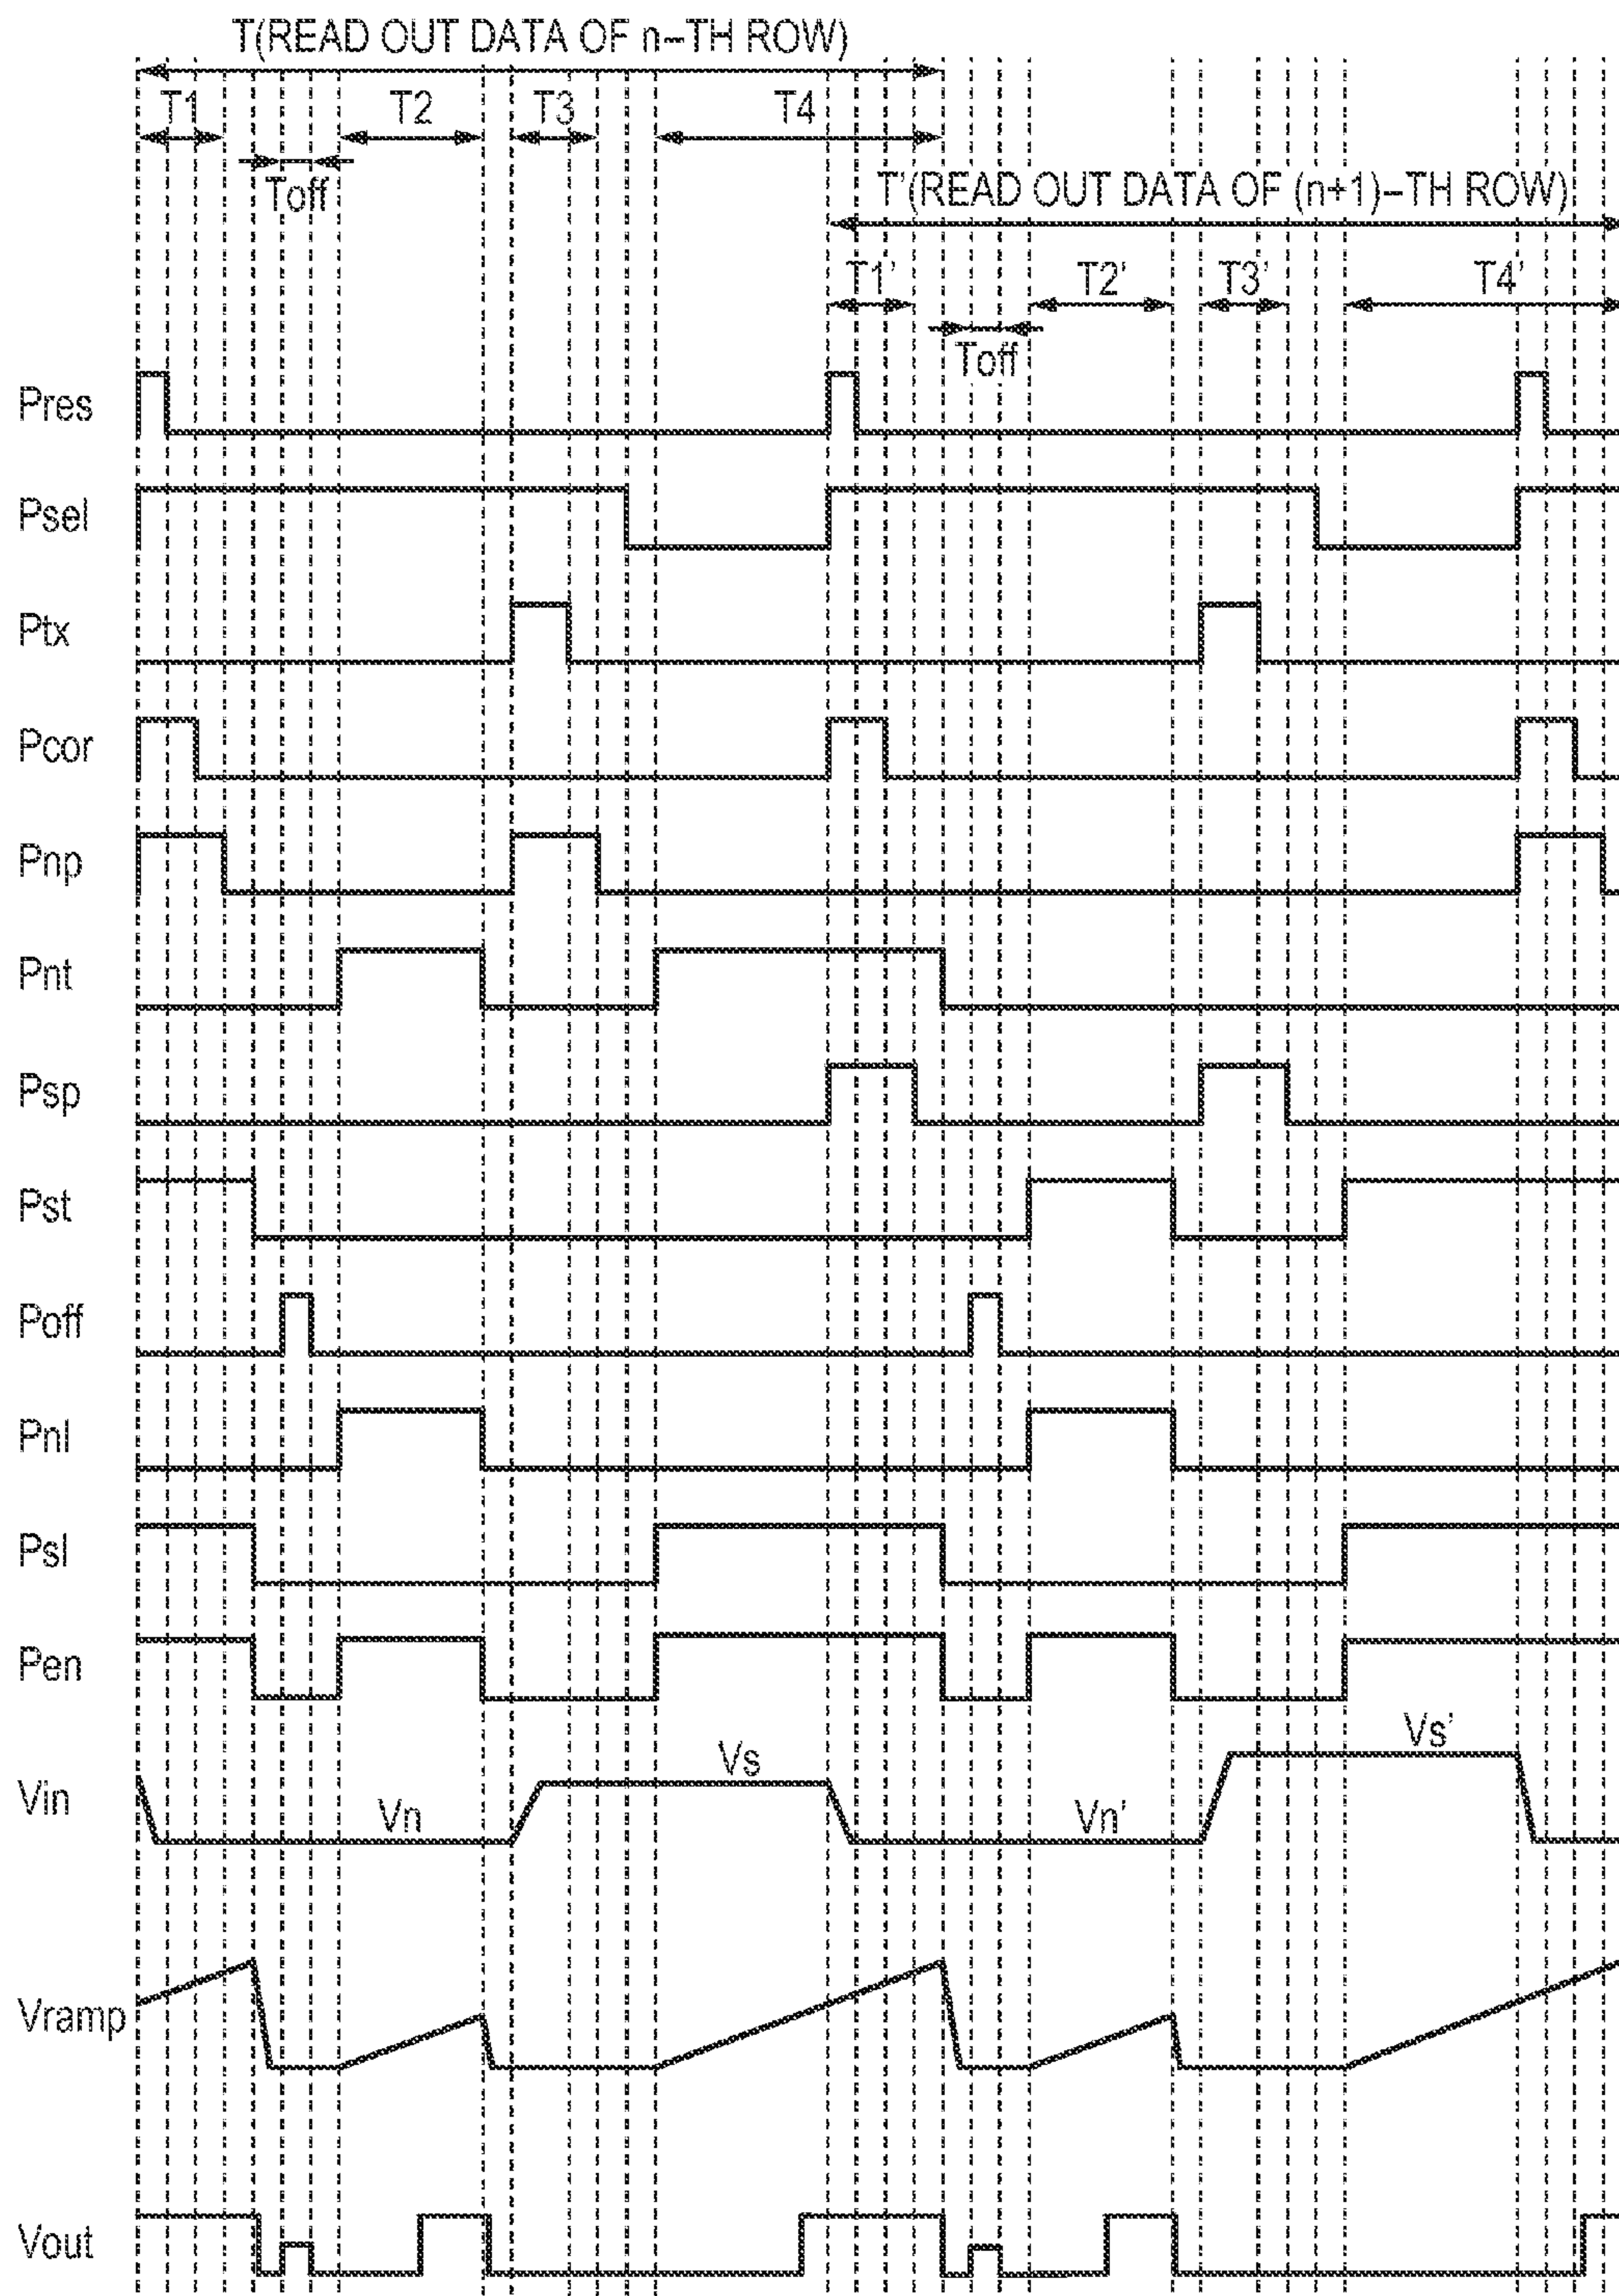 T(READ OUT DATA OF n–TH ROW)
T1 T2 T3 T4
Toff
T'(READ OUT DATA OF (n+1)–TH ROW)
T1' T2' T3' T4'
Toff
Pres
Psel
Ptx
Pcor
Pnp
Pnt
Psp
Pst
Poff
Pnl
Psl
Pen
Vin Vn Vs Vn' Vs'
Vramp
Vout